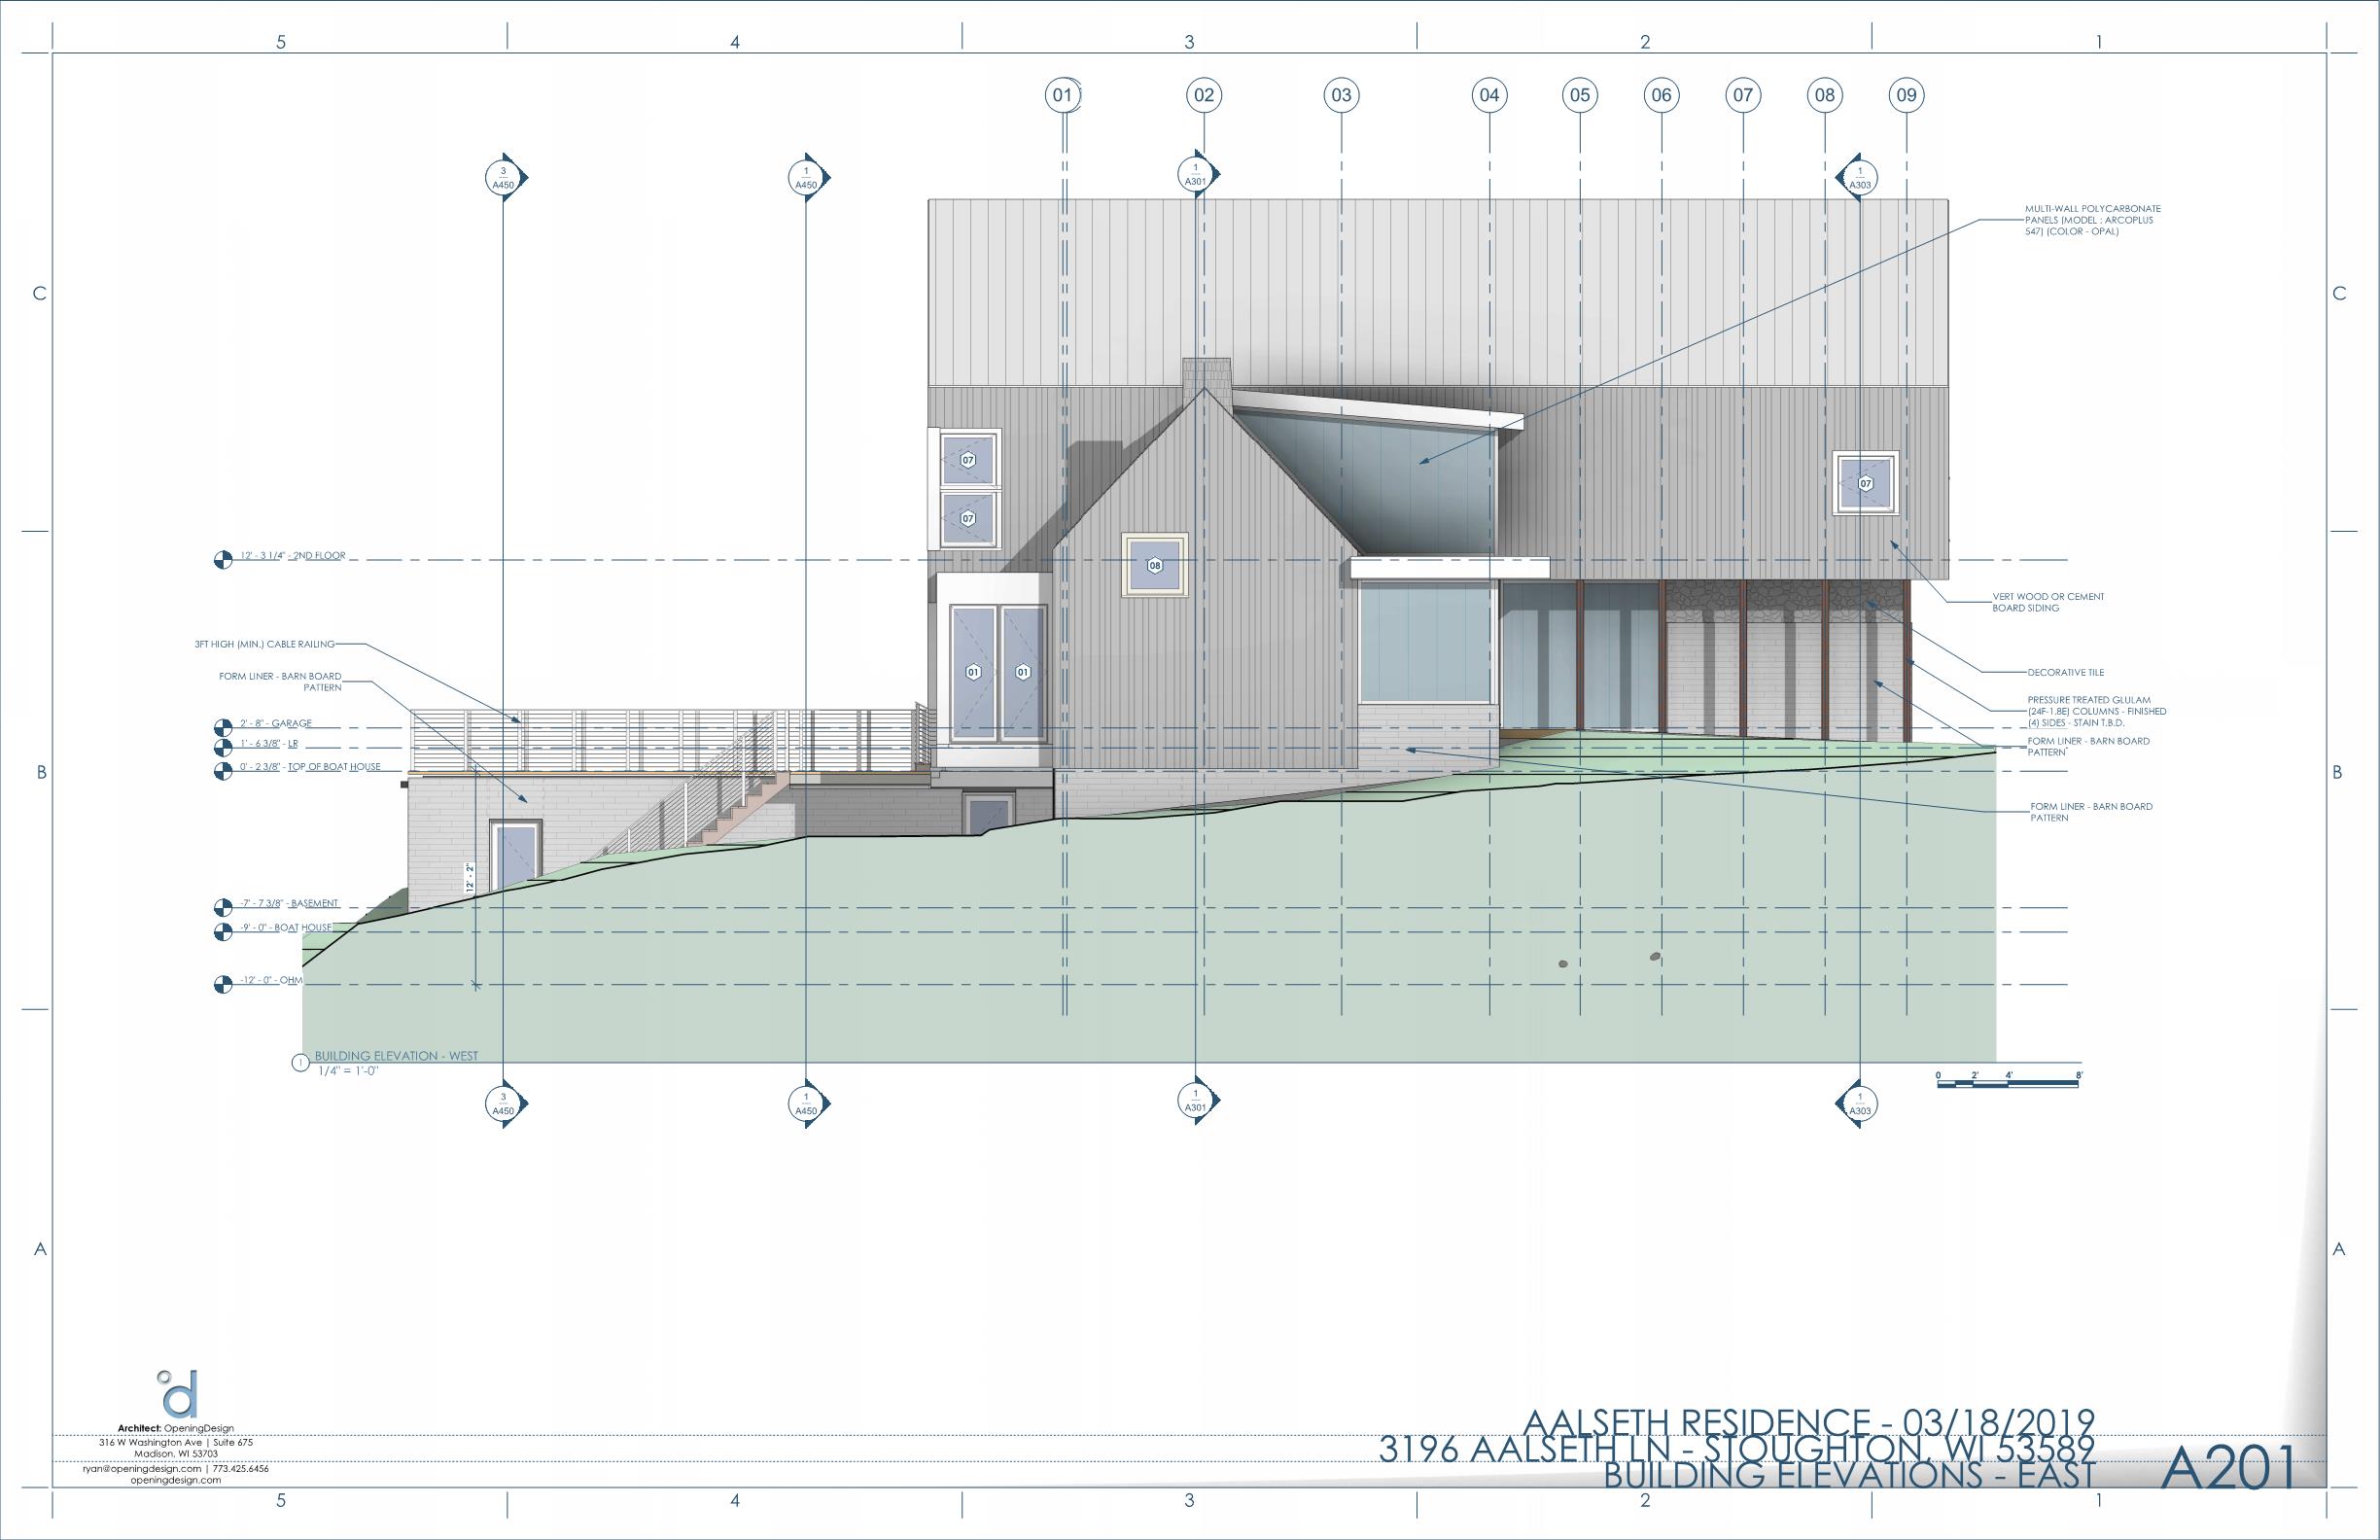 5 4 3 2 1
01 02 03 04 05 06 07 08 09
3
A450
1
A450
1
A301
1
A303
MULTI-WALL POLYCARBONATE
PANELS (MODEL : ARCOPLUS
547) (COLOR - OPAL)
C C
07
07
07
08
12' - 3 1/4" - 2ND FLOOR
VERT WOOD OR CEMENT
BOARD SIDING
3FT HIGH (MIN.) CABLE RAILING
FORM LINER - BARN BOARD
PATTERN
01 01
DECORATIVE TILE
PRESSURE TREATED GLULAM
(24F-1.8E) COLUMNS - FINISHED
(4) SIDES - STAIN T.B.D.
2' - 8" - GARAGE
1' - 6 3/8" - LR
0' - 2 3/8" - TOP OF BOAT HOUSE
FORM LINER - BARN BOARD
PATTERN
B B
FORM LINER - BARN BOARD
PATTERN
12' - 2"
-7' - 7 3/8" - BASEMENT
-9' - 0" - BOAT HOUSE
-12' - 0" - OHM
1
BUILDING ELEVATION - WEST
1/4" = 1'-0"
0 2' 4' 8'
3
A450
1
A450
1
A301
1
A303
A A
d
Architect: OpeningDesign
316 W Washington Ave | Suite 675
Madison, WI 53703
ryan@openingdesign.com | 773.425.6456
openingdesign.com
AALSETH RESIDENCE - 03/18/2019
3196 AALSETH LN - STOUGHTON, WI 53589
BUILDING ELEVATIONS - EAST
A201
5 4 3 2 1